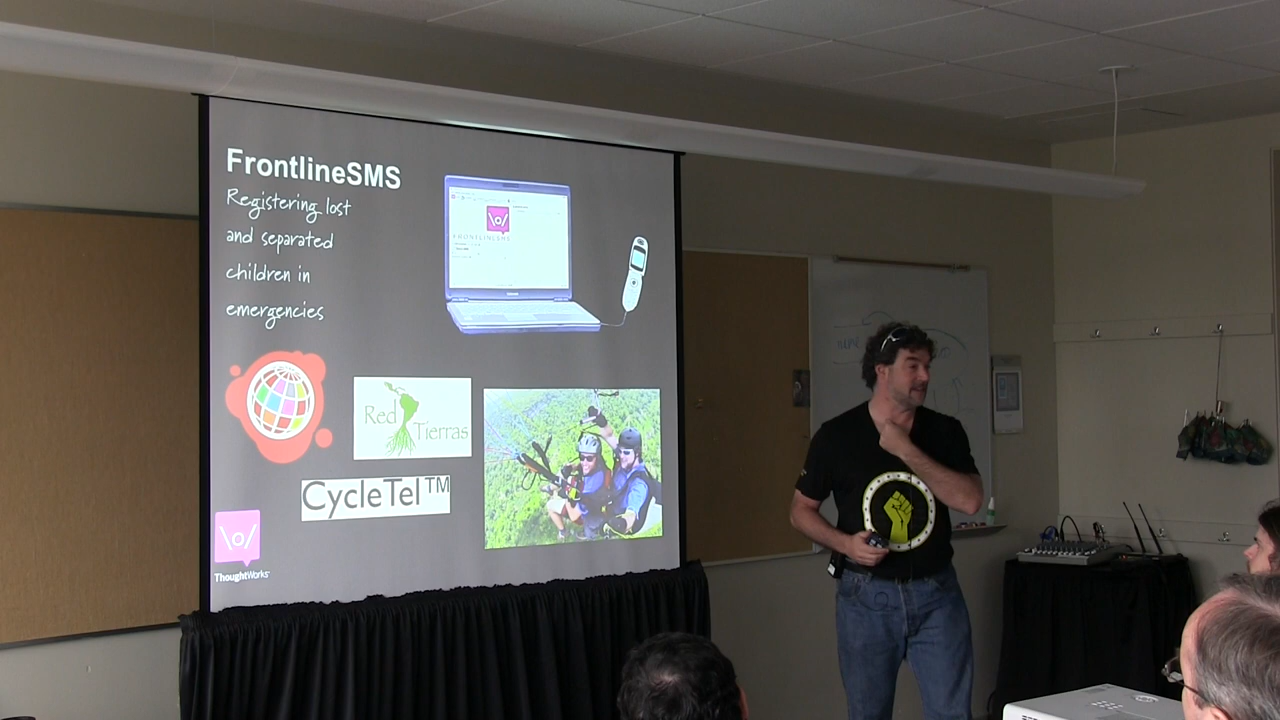 FrontlineSMS
Registering lost
and separated
children in
emergencies
\o/
FRONTLINESMS
Red
Tierras
CycleTel™
\o/
ThoughtWorks®